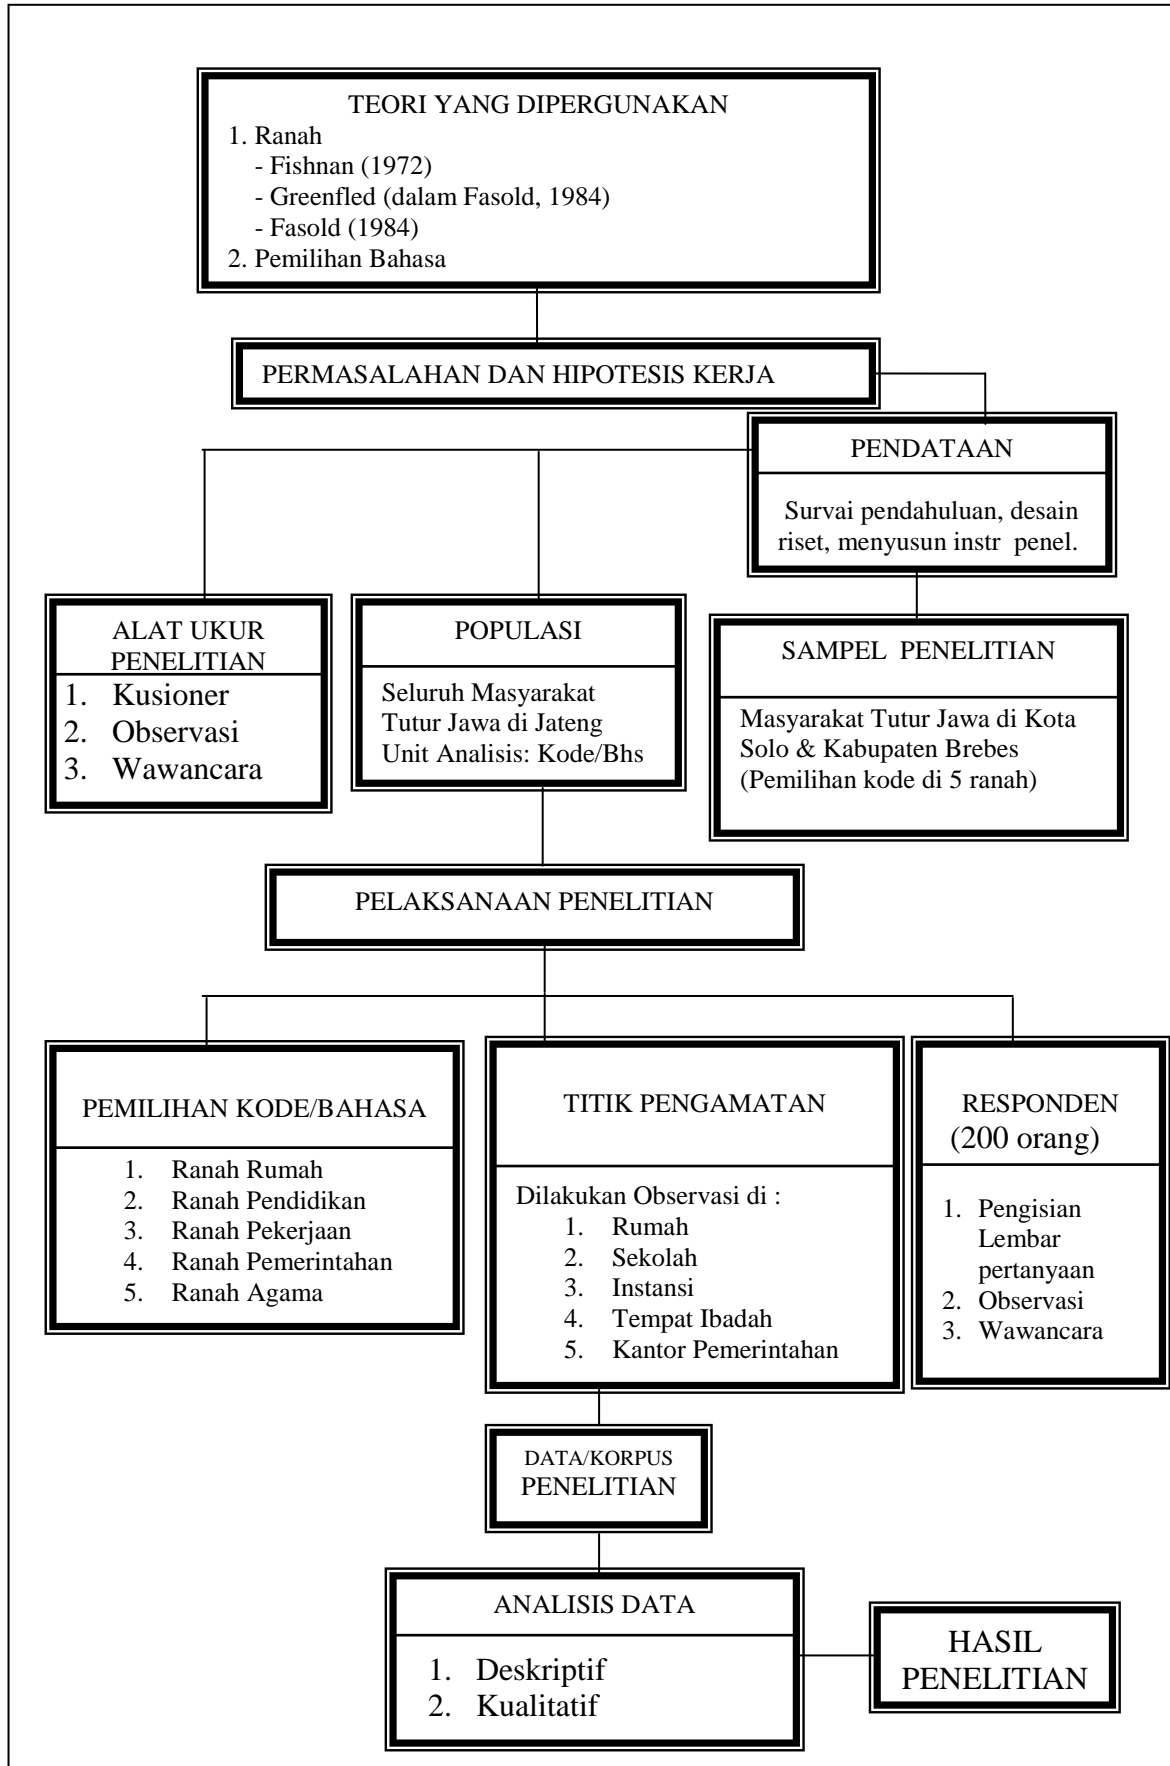 TEORI YANG DIPERGUNAKAN
1. Ranah
- Fishnan (1972)
- Greenfled (dalam Fasold, 1984)
- Fasold (1984)
2. Pemilihan Bahasa
PERMASALAHAN DAN HIPOTESIS KERJA
PENDATAAN
Survai pendahuluan, desain
riset, menyusun instr penel.
ALAT UKUR
PENELITIAN
1. Kusioner
2. Observasi
3. Wawancara
POPULASI
Seluruh Masyarakat
Tutur Jawa di Jateng
Unit Analisis: Kode/Bhs
SAMPEL PENELITIAN
Masyarakat Tutur Jawa di Kota
Solo & Kabupaten Brebes
(Pemilihan kode di 5 ranah)
PELAKSANAAN PENELITIAN
PEMILIHAN KODE/BAHASA
1. Ranah Rumah
2. Ranah Pendidikan
3. Ranah Pekerjaan
4. Ranah Pemerintahan
5. Ranah Agama
TITIK PENGAMATAN
Dilakukan Observasi di :
1. Rumah
2. Sekolah
3. Instansi
4. Tempat Ibadah
5. Kantor Pemerintahan
RESPONDEN
(200 orang)
1. Pengisian
Lembar
pertanyaan
2. Observasi
3. Wawancara
DATA/KORPUS
PENELITIAN
ANALISIS DATA
1. Deskriptif
2. Kualitatif
HASIL
PENELITIAN